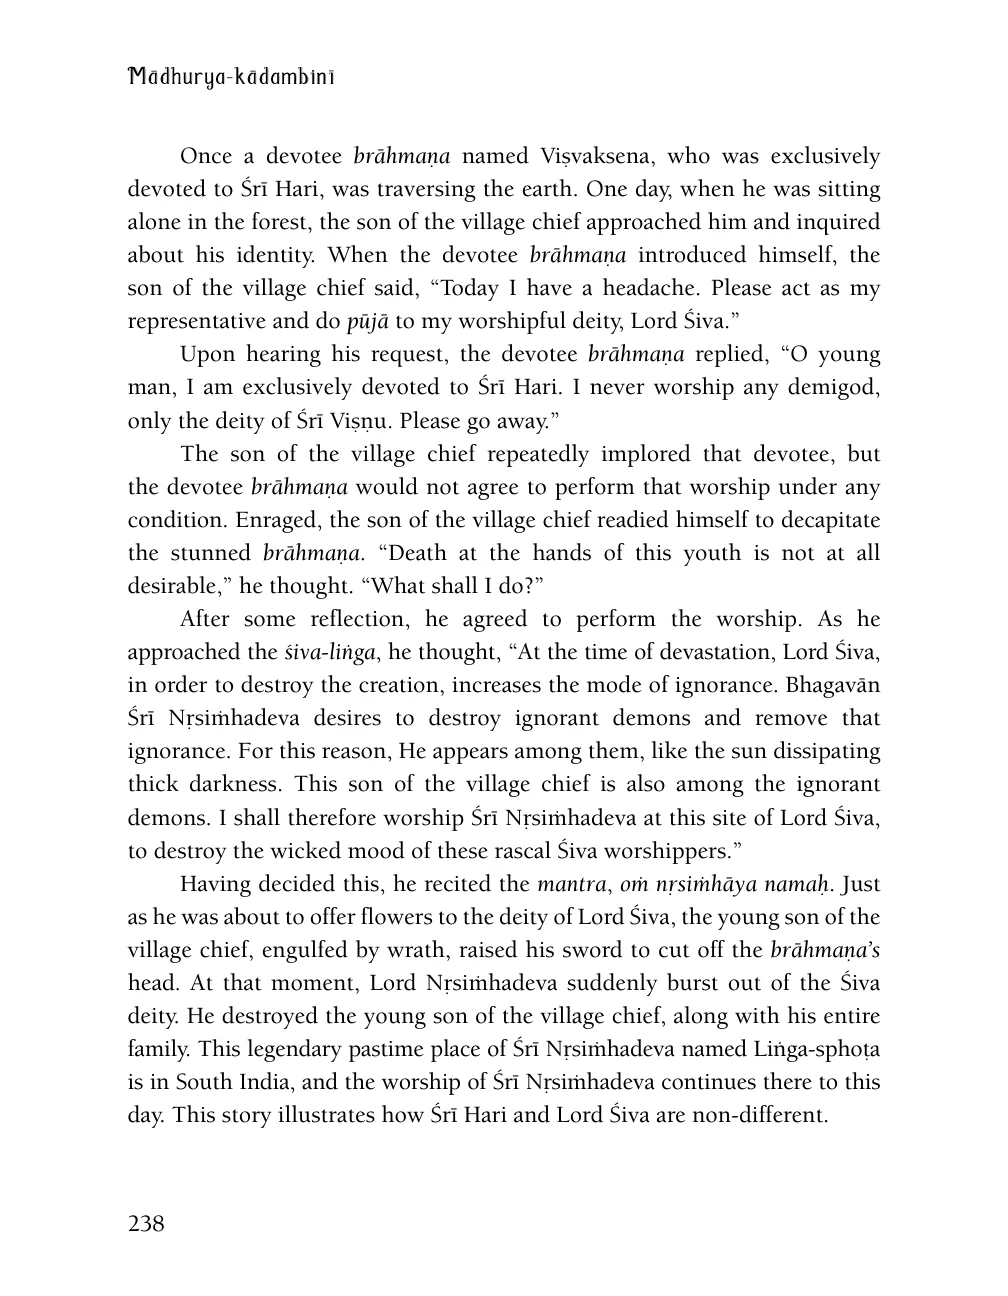 Mādhurya-kādambinī
Once a devotee brāhmaṇa named Viṣvaksena, who was exclusively
devoted to Śrī Hari, was traversing the earth. One day, when he was sitting
alone in the forest, the son of the village chief approached him and inquired
about his identity. When the devotee brāhmaṇa introduced himself, the
son of the village chief said, “Today I have a headache. Please act as my
representative and do pūjā to my worshipful deity, Lord Śiva.”
Upon hearing his request, the devotee brāhmaṇa replied, “O young
man, I am exclusively devoted to Śrī Hari. I never worship any demigod,
only the deity of Śrī Viṣṇu. Please go away.”
The son of the village chief repeatedly implored that devotee, but
the devotee brāhmaṇa would not agree to perform that worship under any
condition. Enraged, the son of the village chief readied himself to decapitate
the stunned brāhmaṇa. “Death at the hands of this youth is not at all
desirable,” he thought. “What shall I do?”
After some reflection, he agreed to perform the worship. As he
approached the śiva-liṅga, he thought, “At the time of devastation, Lord Śiva,
in order to destroy the creation, increases the mode of ignorance. Bhagavān
Śrī Nṛsiṁhadeva desires to destroy ignorant demons and remove that
ignorance. For this reason, He appears among them, like the sun dissipating
thick darkness. This son of the village chief is also among the ignorant
demons. I shall therefore worship Śrī Nṛsiṁhadeva at this site of Lord Śiva,
to destroy the wicked mood of these rascal Śiva worshippers.”
Having decided this, he recited the mantra, oṁ nṛsiṁhāya namaḥ. Just
as he was about to offer flowers to the deity of Lord Śiva, the young son of the
village chief, engulfed by wrath, raised his sword to cut off the brāhmaṇa’s
head. At that moment, Lord Nṛsiṁhadeva suddenly burst out of the Śiva
deity. He destroyed the young son of the village chief, along with his entire
family. This legendary pastime place of Śrī Nṛsiṁhadeva named Liṅga-sphoṭa
is in South India, and the worship of Śrī Nṛsiṁhadeva continues there to this
day. This story illustrates how Śrī Hari and Lord Śiva are non-different.
238